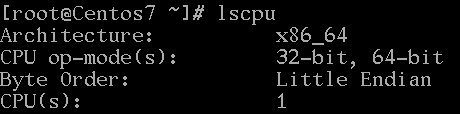 [root@Centos7 ~]# lscpu
Architecture:          x86_64
CPU op-mode(s):        32-bit, 64-bit
Byte Order:            Little Endian
CPU(s):                1